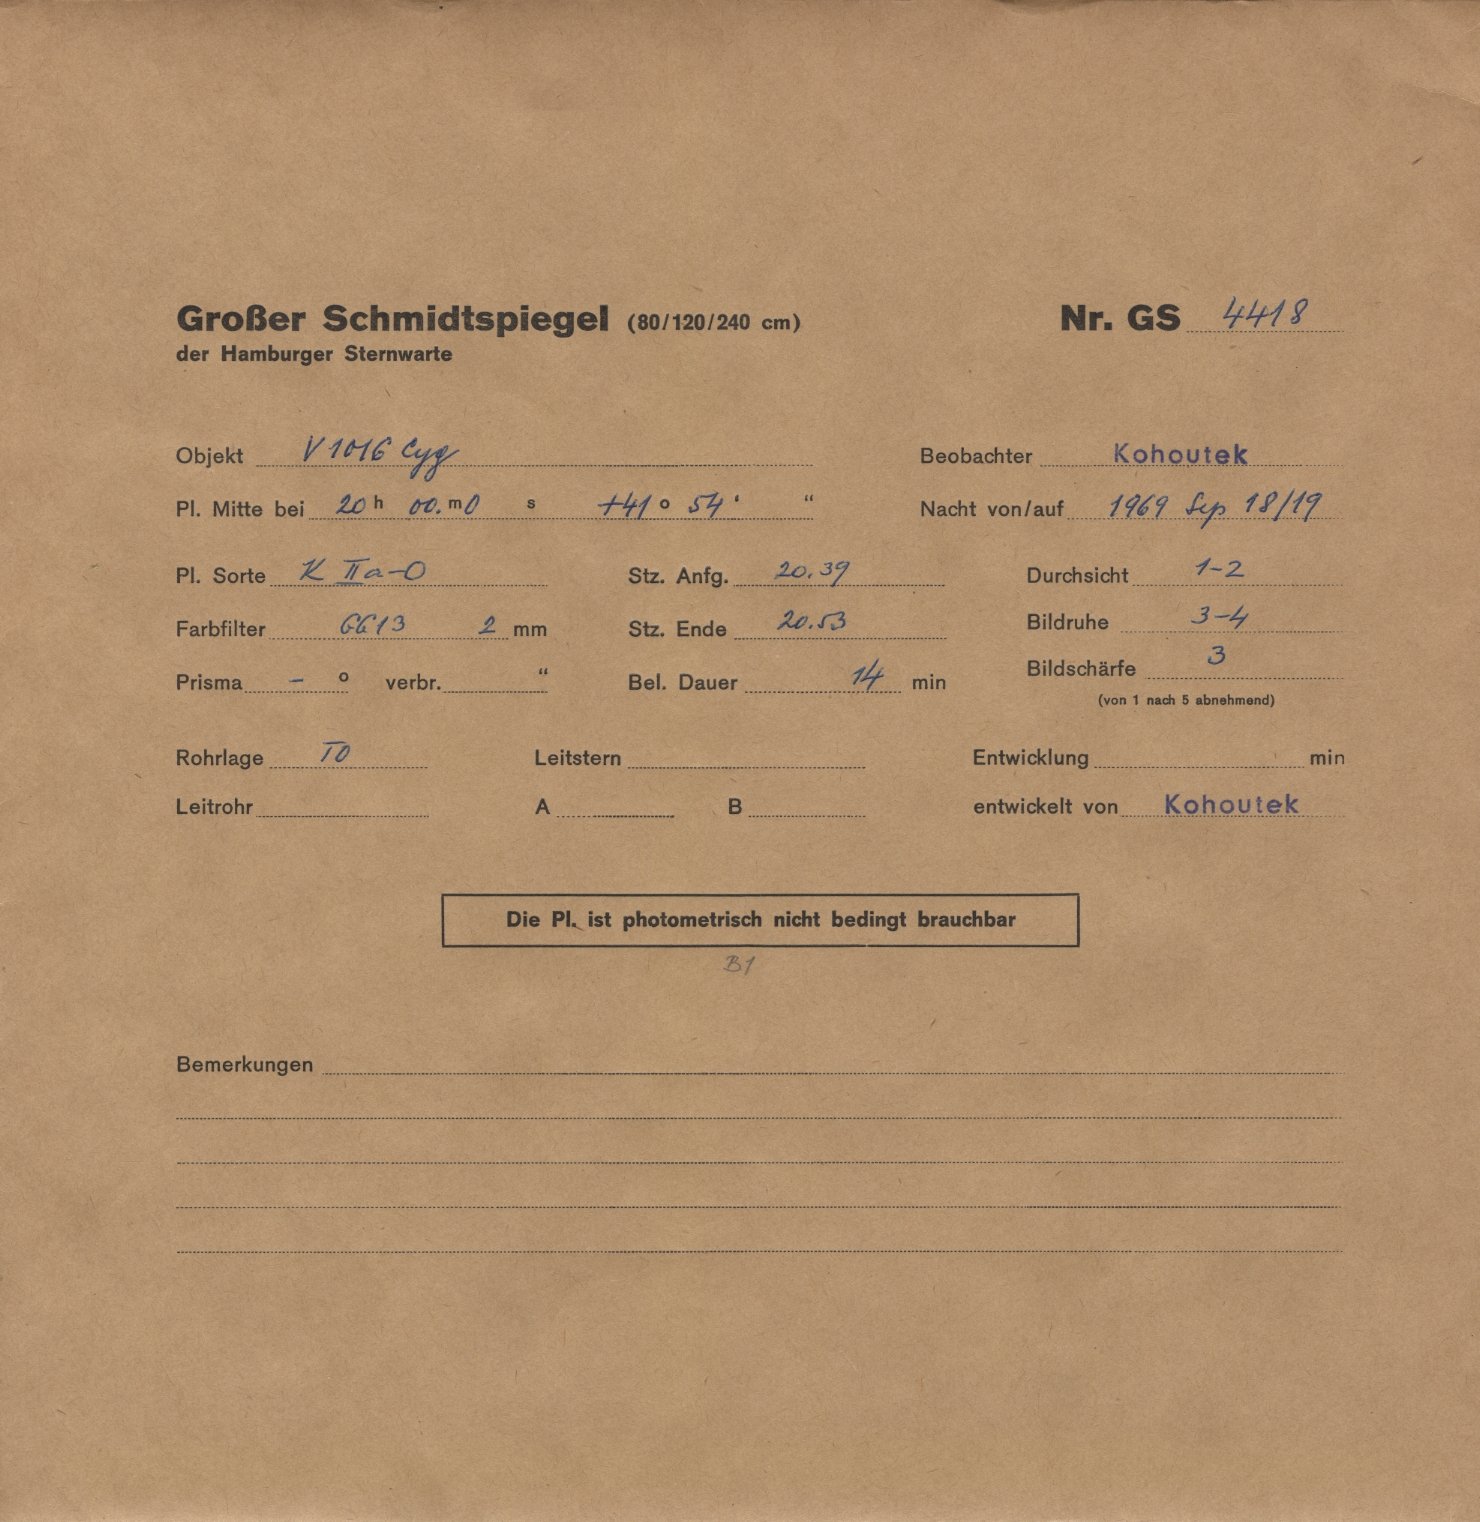 Großer Schmidtspiegel (80/120/240 cm) Nr. GS 4418
der Hamburger Sternwarte
Objekt V 1016 Cyg Beobachter Kohoutek
Pl. Mitte bei 20 h 00. m 0 s +41 o 54 ‘ “ Nacht von/auf 1969 Sep 18/19
Pl. Sorte K IIa-O Stz. Anfg. 20.39 Durchsicht 1-2
Farbfilter GG13 2 mm Stz. Ende 20.53 Bildruhe 3-4
Prisma - o verbr. “ Bel. Dauer 14 min Bildschärfe 3
(von 1 nach 5 abnehmend)
Rohrlage TO Leitstern Entwicklung min
Leitrohr A B entwickelt von Kohoutek
Die Pl. ist photometrisch nicht bedingt brauchbar
B1
Bemerkungen